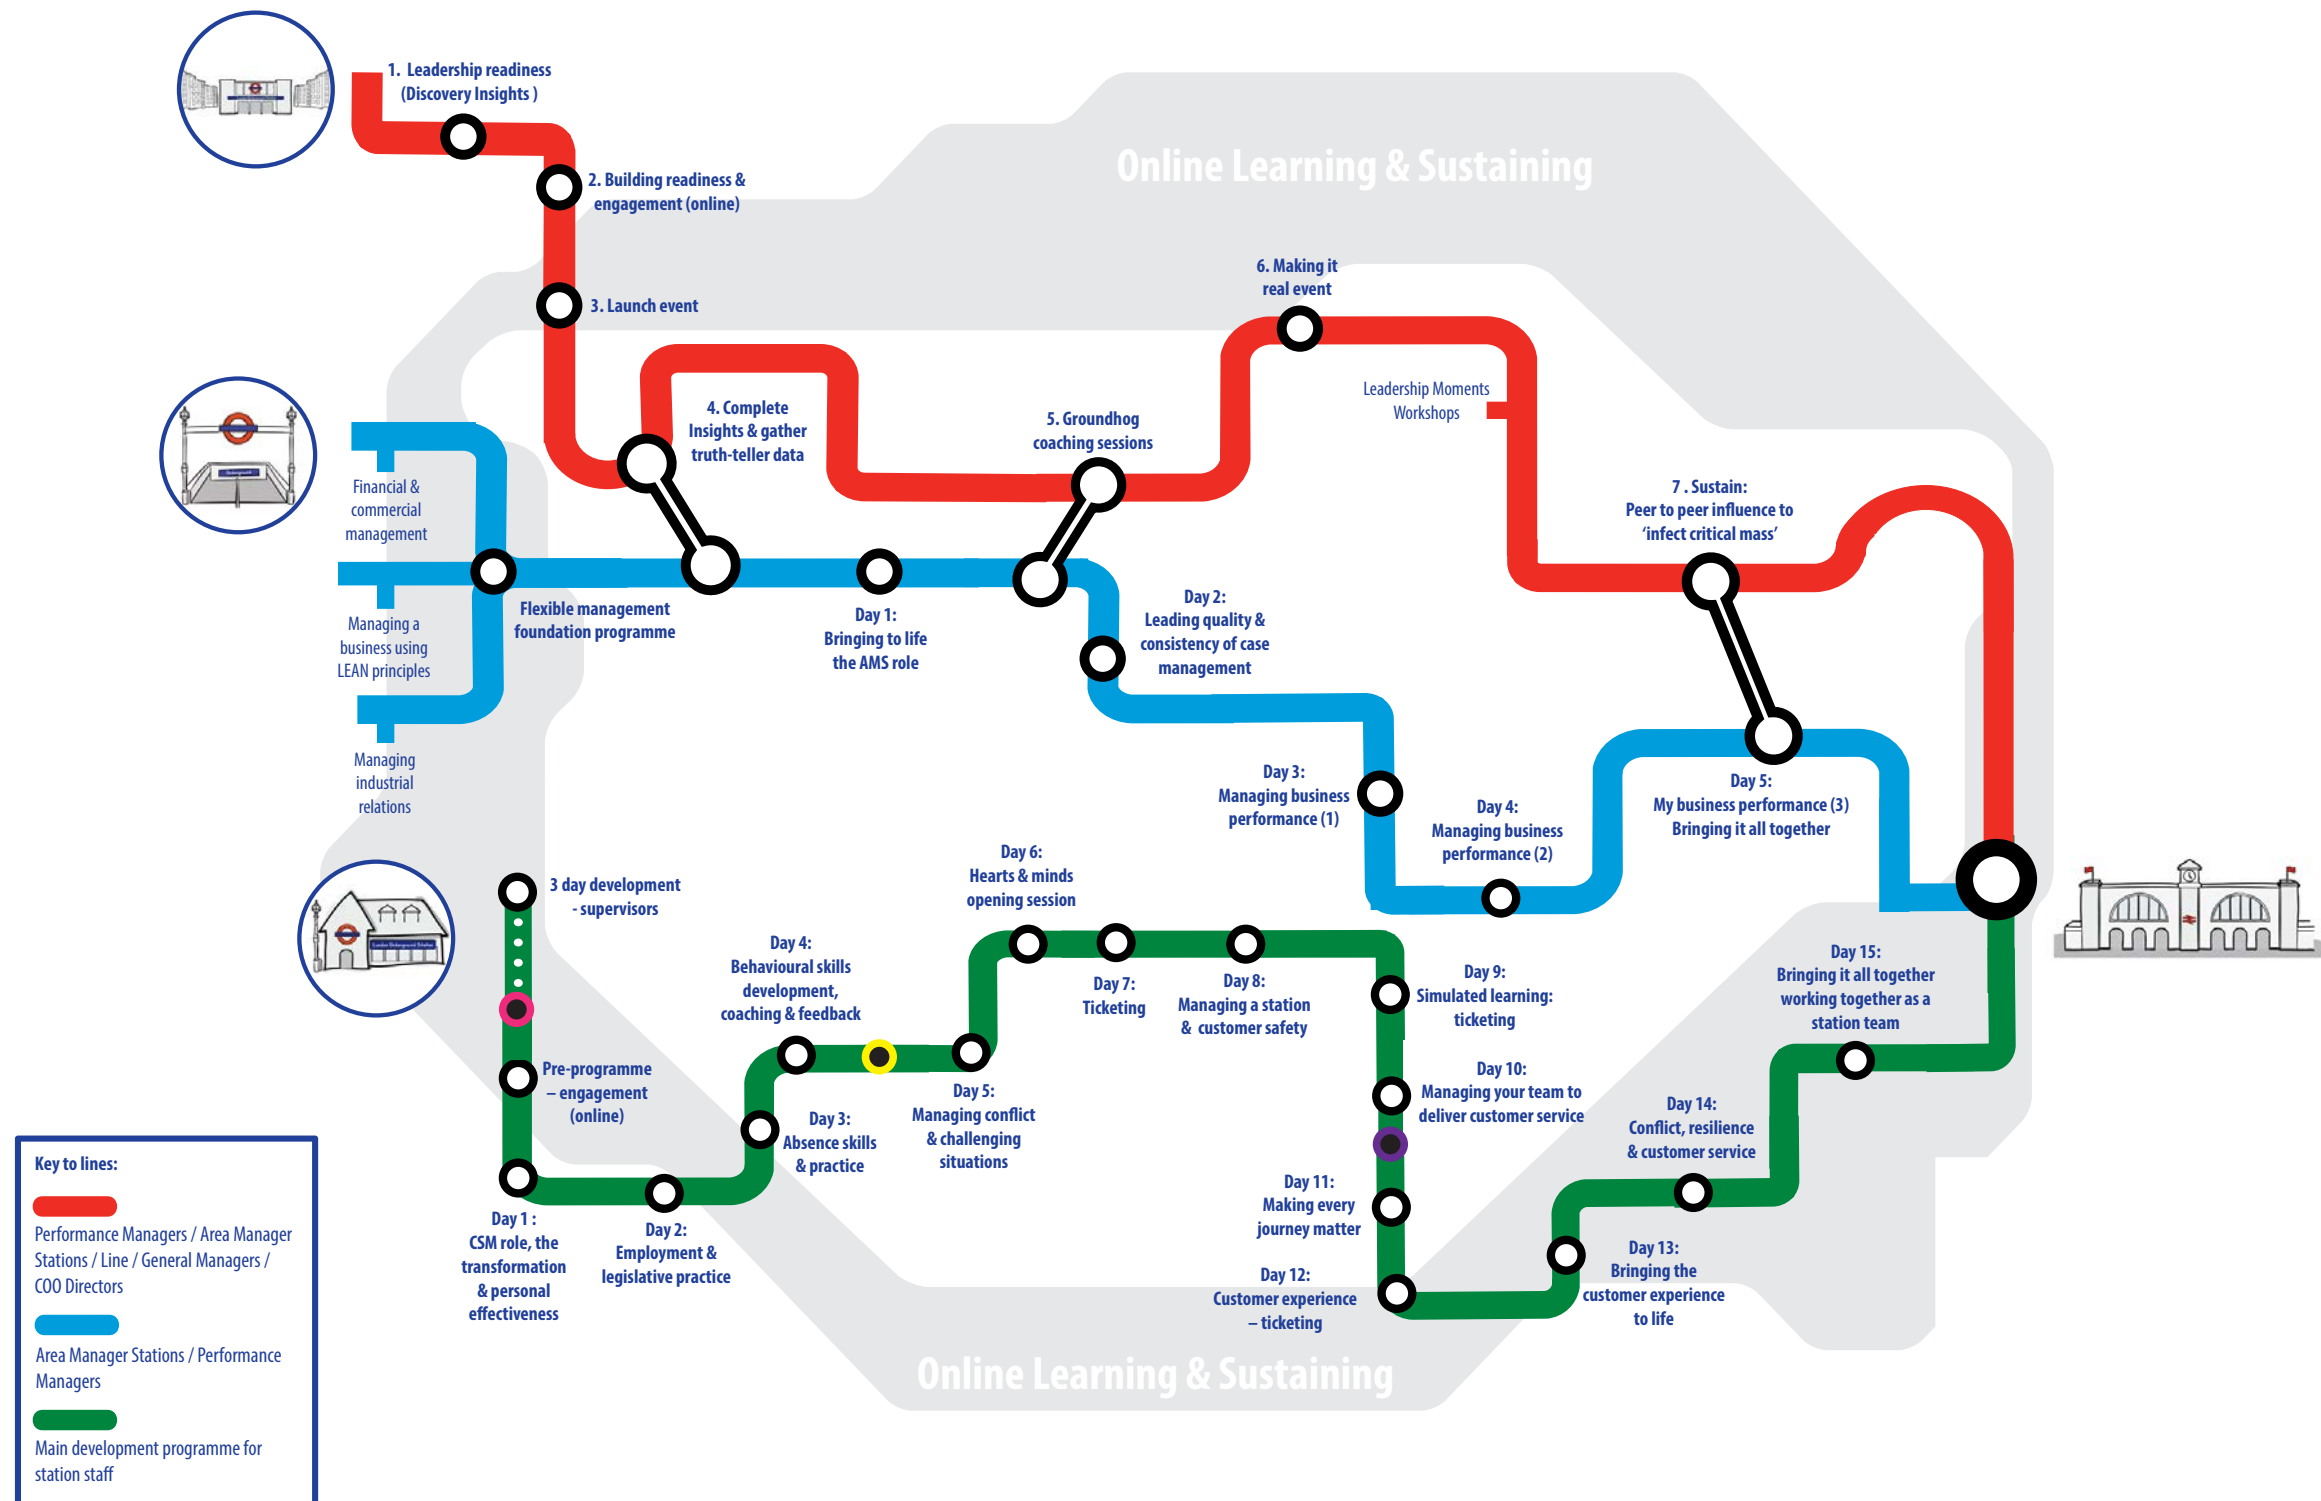 1. Leadership readiness
(Discovery Insights )
Online Learning & Sustaining
2. Building readiness &
engagement (online)
3. Launch event
6. Making it
real event
4. Complete
Insights & gather
truth-teller data
5. Groundhog
coaching sessions
Leadership Moments
Workshops
7 . Sustain:
Peer to peer influence to
‘infect critical mass’
Financial &
commercial
management
Managing a
business using
LEAN principles
Managing
industrial
relations
Flexible management
foundation programme
Day 1:
Bringing to life
the AMS role
Day 2:
Leading quality &
consistency of case
management
Day 3:
Managing business
performance (1)
Day 4:
Managing business
performance (2)
Day 5:
My business performance (3)
Bringing it all together
3 day development
- supervisors
Pre-programme
– engagement
(online)
Day 1 :
CSM role, the
transformation
& personal
effectiveness
Day 2:
Employment &
legislative practice
Day 3:
Absence skills
& practice
Day 4:
Behavioural skills
development,
coaching & feedback
Day 5:
Managing conflict
& challenging
situations
Day 6:
Hearts & minds
opening session
Day 7:
Ticketing
Day 8:
Managing a station
& customer safety
Day 9:
Simulated learning:
ticketing
Day 10:
Managing your team to
deliver customer service
Day 11:
Making every
journey matter
Day 12:
Customer experience
– ticketing
Day 13:
Bringing the
customer experience
to life
Day 14:
Conflict, resilience
& customer service
Day 15:
Bringing it all together
working together as a
station team
Online Learning & Sustaining
Key to lines:
Performance Managers / Area Manager
Stations / Line / General Managers /
COO Directors
Area Manager Stations / Performance
Managers
Main development programme for
station staff